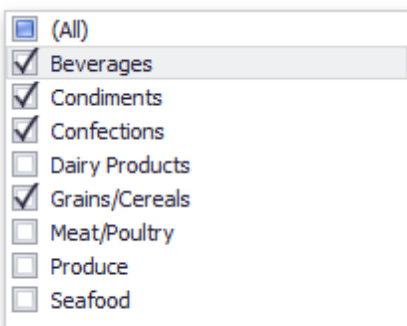 (All)
Beverages
Condiments
Confections
Dairy Products
Grains/Cereals
Meat/Poultry
Produce
Seafood